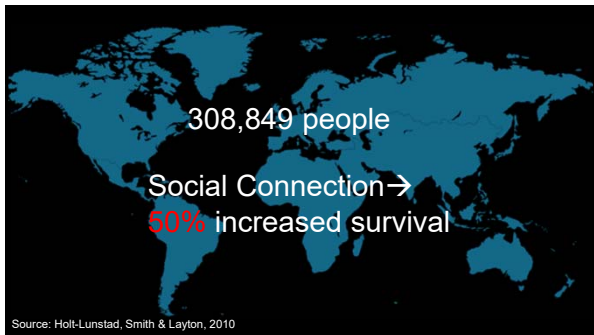 308,849 people
Social Connection→
50% increased survival
Source: Holt-Lunstad, Smith & Layton, 2010